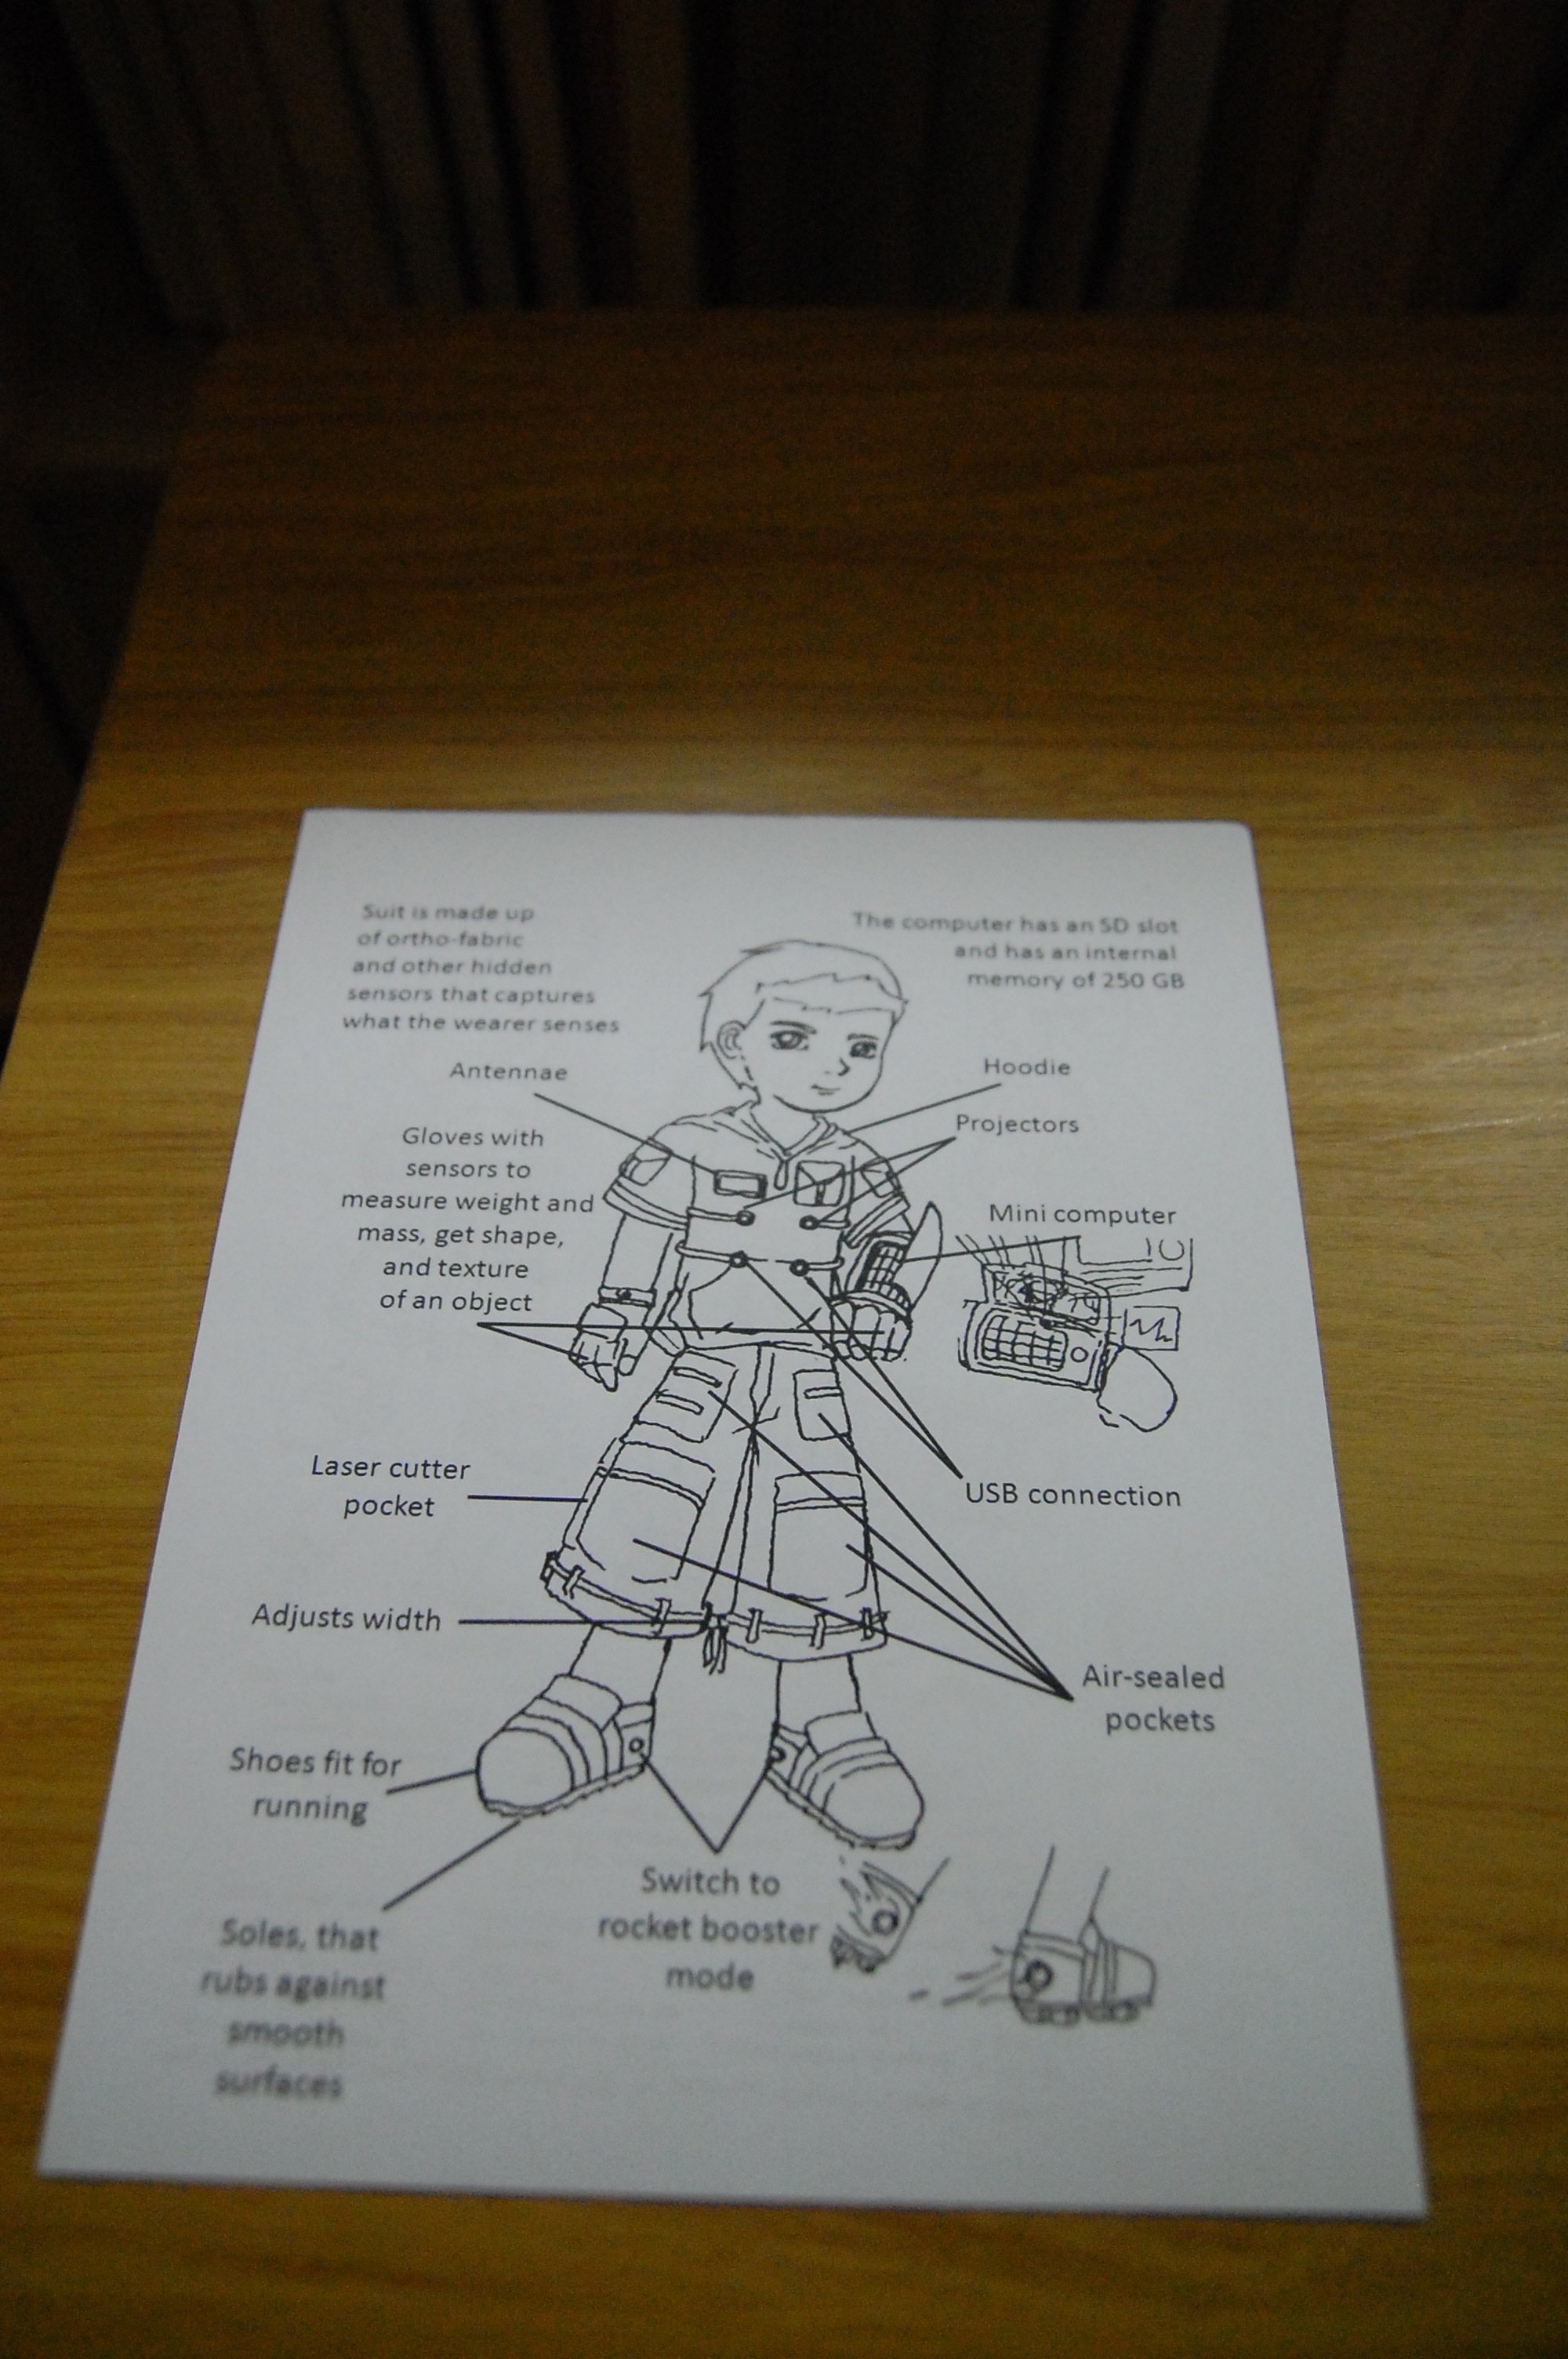 Suit is made up
of ortho-fabric
and other hidden
sensors that captures
what the wearer senses
The computer has an SD slot
and has an internal
memory of 250 GB
Antennae
Hoodie
Projectors
Gloves with
sensors to
measure weight and
mass, get shape,
and texture
of an object
Mini computer
Laser cutter
pocket
USB connection
Adjusts width
Air-sealed
pockets
Shoes fit for
running
Switch to
rocket booster
mode
Soles, that
rubs against
smooth
surfaces